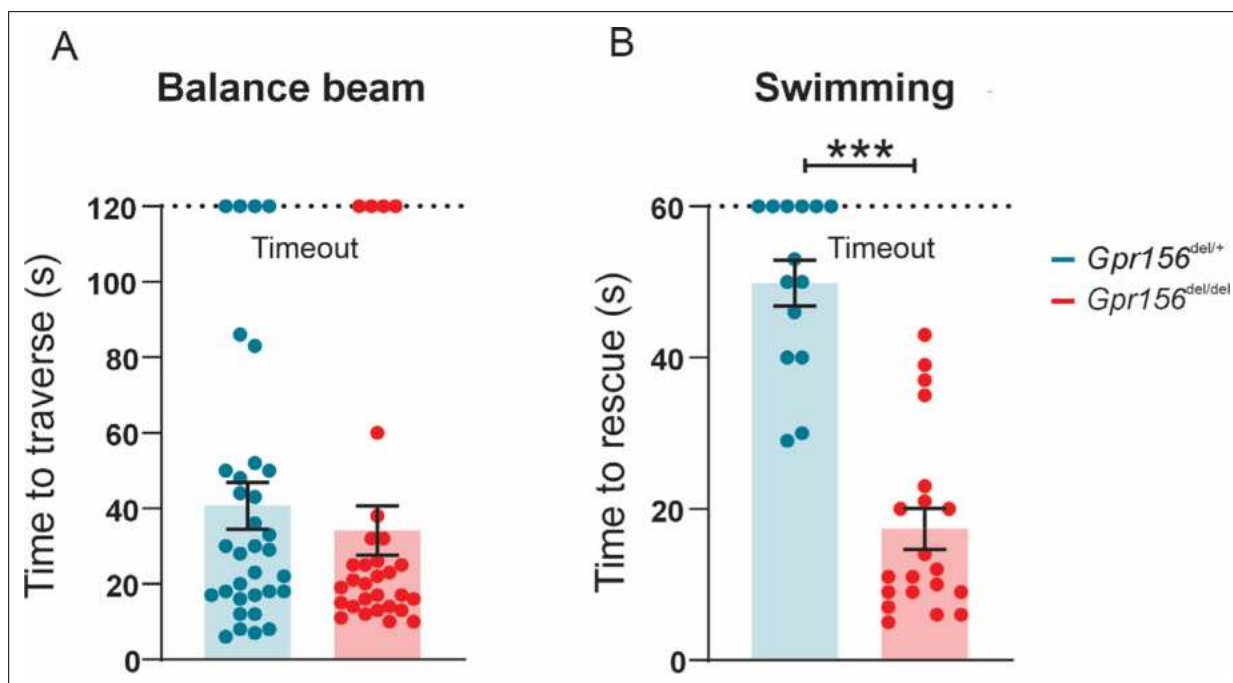 A
Balance beam
Time to traverse (s)
120
100
80
60
40
20
0
Timeout
B
Swimming
***
Time to rescue (s)
60
40
20
0
Timeout
Gpr156del/+
Gpr156del/del